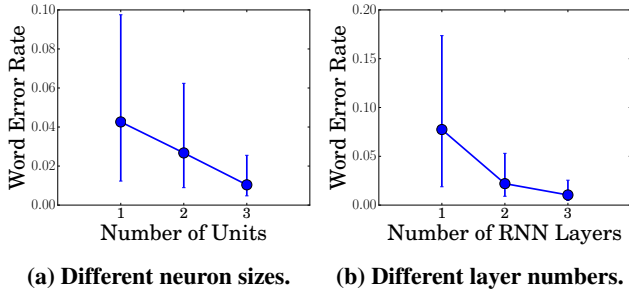 0.10
0.08
0.06
0.04
0.02
0.00
Word Error Rate
1 2 3
Number of Units
(a) Different neuron sizes.
0.20
0.15
0.10
0.05
0.00
Word Error Rate
1 2 3
Number of RNN Layers
(b) Different layer numbers.